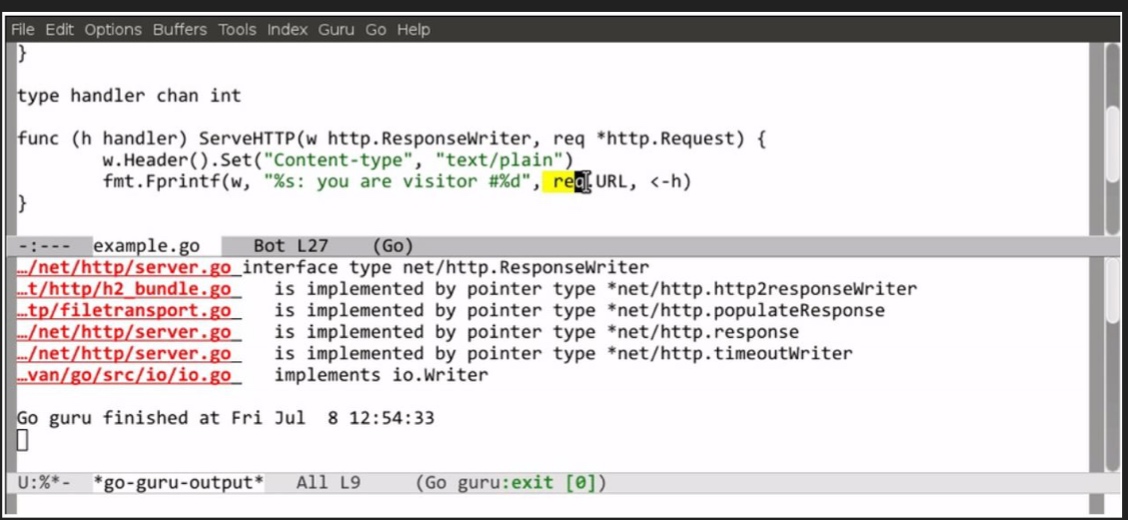 File Edit Options Buffers Tools Index Guru Go Help
}
type handler chan int
func (h handler) ServeHTTP(w http.ResponseWriter, req *http.Request) {
        w.Header().Set("Content-type", "text/plain")
        fmt.Fprintf(w, "%s: you are visitor #%d", req.URL, <-h)
}
-:--- example.go Bot L27 (Go)
…/net/http/server.go interface type net/http.ResponseWriter
…t/http/h2_bundle.go is implemented by pointer type *net/http.http2responseWriter
…tp/filetransport.go is implemented by pointer type *net/http.populateResponse
…/net/http/server.go is implemented by pointer type *net/http.response
…/net/http/server.go is implemented by pointer type *net/http.timeoutWriter
…van/go/src/io/io.go implements io.Writer
Go guru finished at Fri Jul 8 12:54:33
U:%*- *go-guru-output* All L9 (Go guru:exit [0])